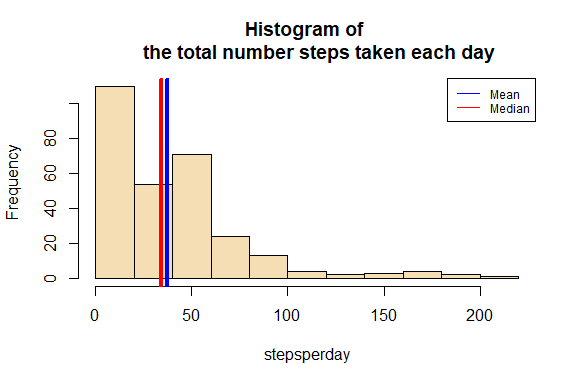 Histogram of
the total number steps taken each day
Mean
Median
Frequency
0 20 40 60 80
0 50 100 150 200
stepsperday